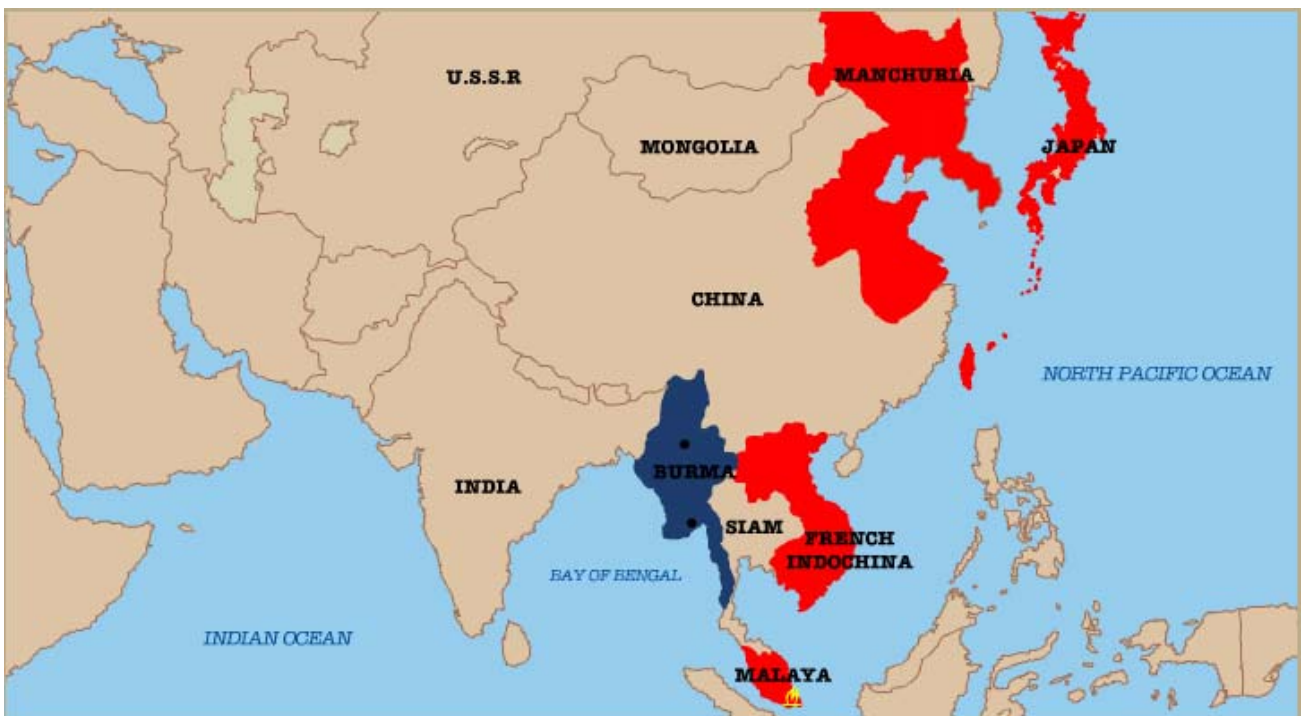 U.S.S.R
MANCHURIA
MONGOLIA
JAPAN
CHINA
NORTH PACIFIC OCEAN
BURMA
INDIA
SIAM
FRENCH
INDOCHINA
BAY OF BENGAL
INDIAN OCEAN
MALAYA